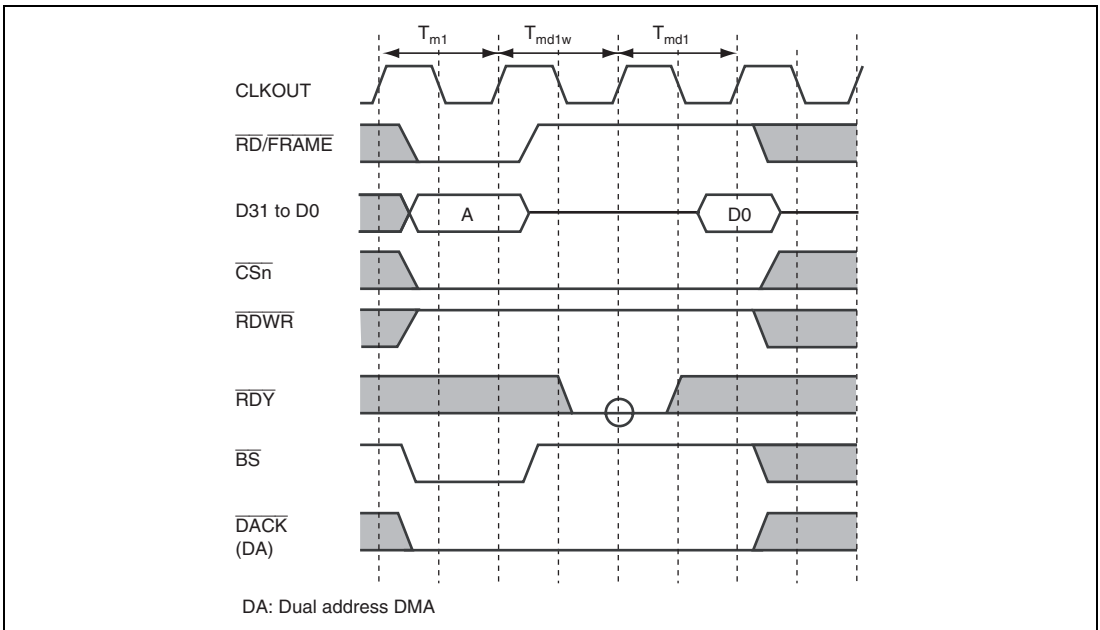 Tm1 Tmd1w Tmd1
CLKOUT
RD/FRAME
D31 to D0 A D0
CSn
RDWR
RDY
BS
DACK
(DA)
DA: Dual address DMA